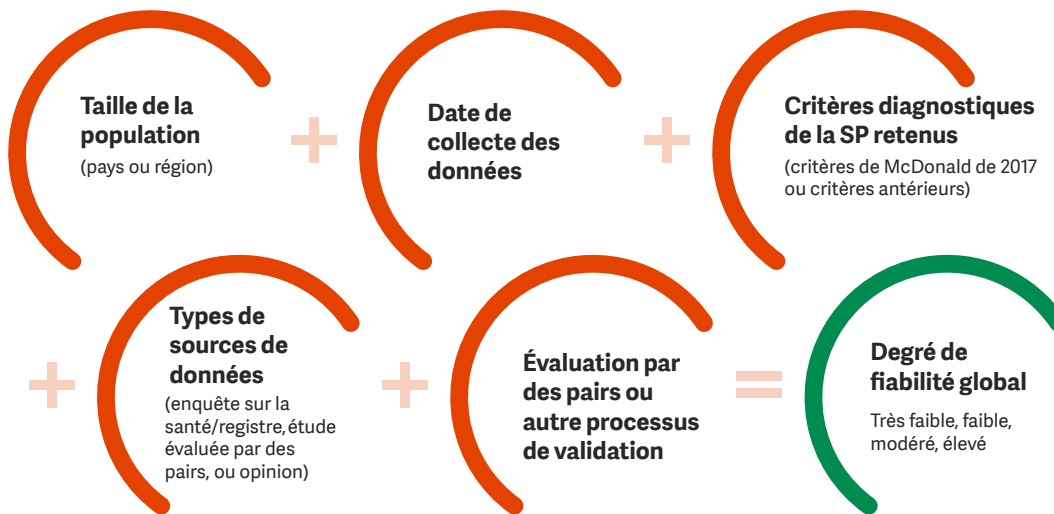 Taille de la
population
(pays ou région)
+
Date de
collecte des
données
+
Critères diagnostiques
de la SP retenus
(critères de McDonald de 2017
ou critères antérieurs)
+
Types de
sources de
données
(enquête sur la
santé/registre, étude
évaluée par des
pairs, ou opinion)
+
Évaluation par
des pairs ou
autre processus
de validation
=
Degré de
fiabilité global
Très faible, faible,
modéré, élevé